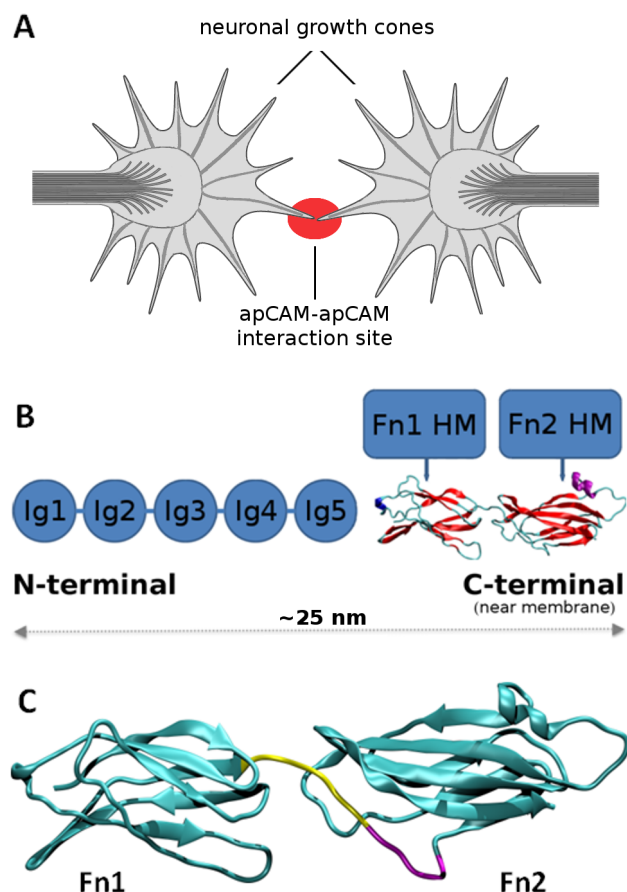 A
neuronal growth cones
apCAM-apCAM
interaction site
B
Fn1 HM
Fn2 HM
Ig1
Ig2
Ig3
Ig4
Ig5
N-terminal
C-terminal
(near membrane)
~25 nm
C
Fn1
Fn2